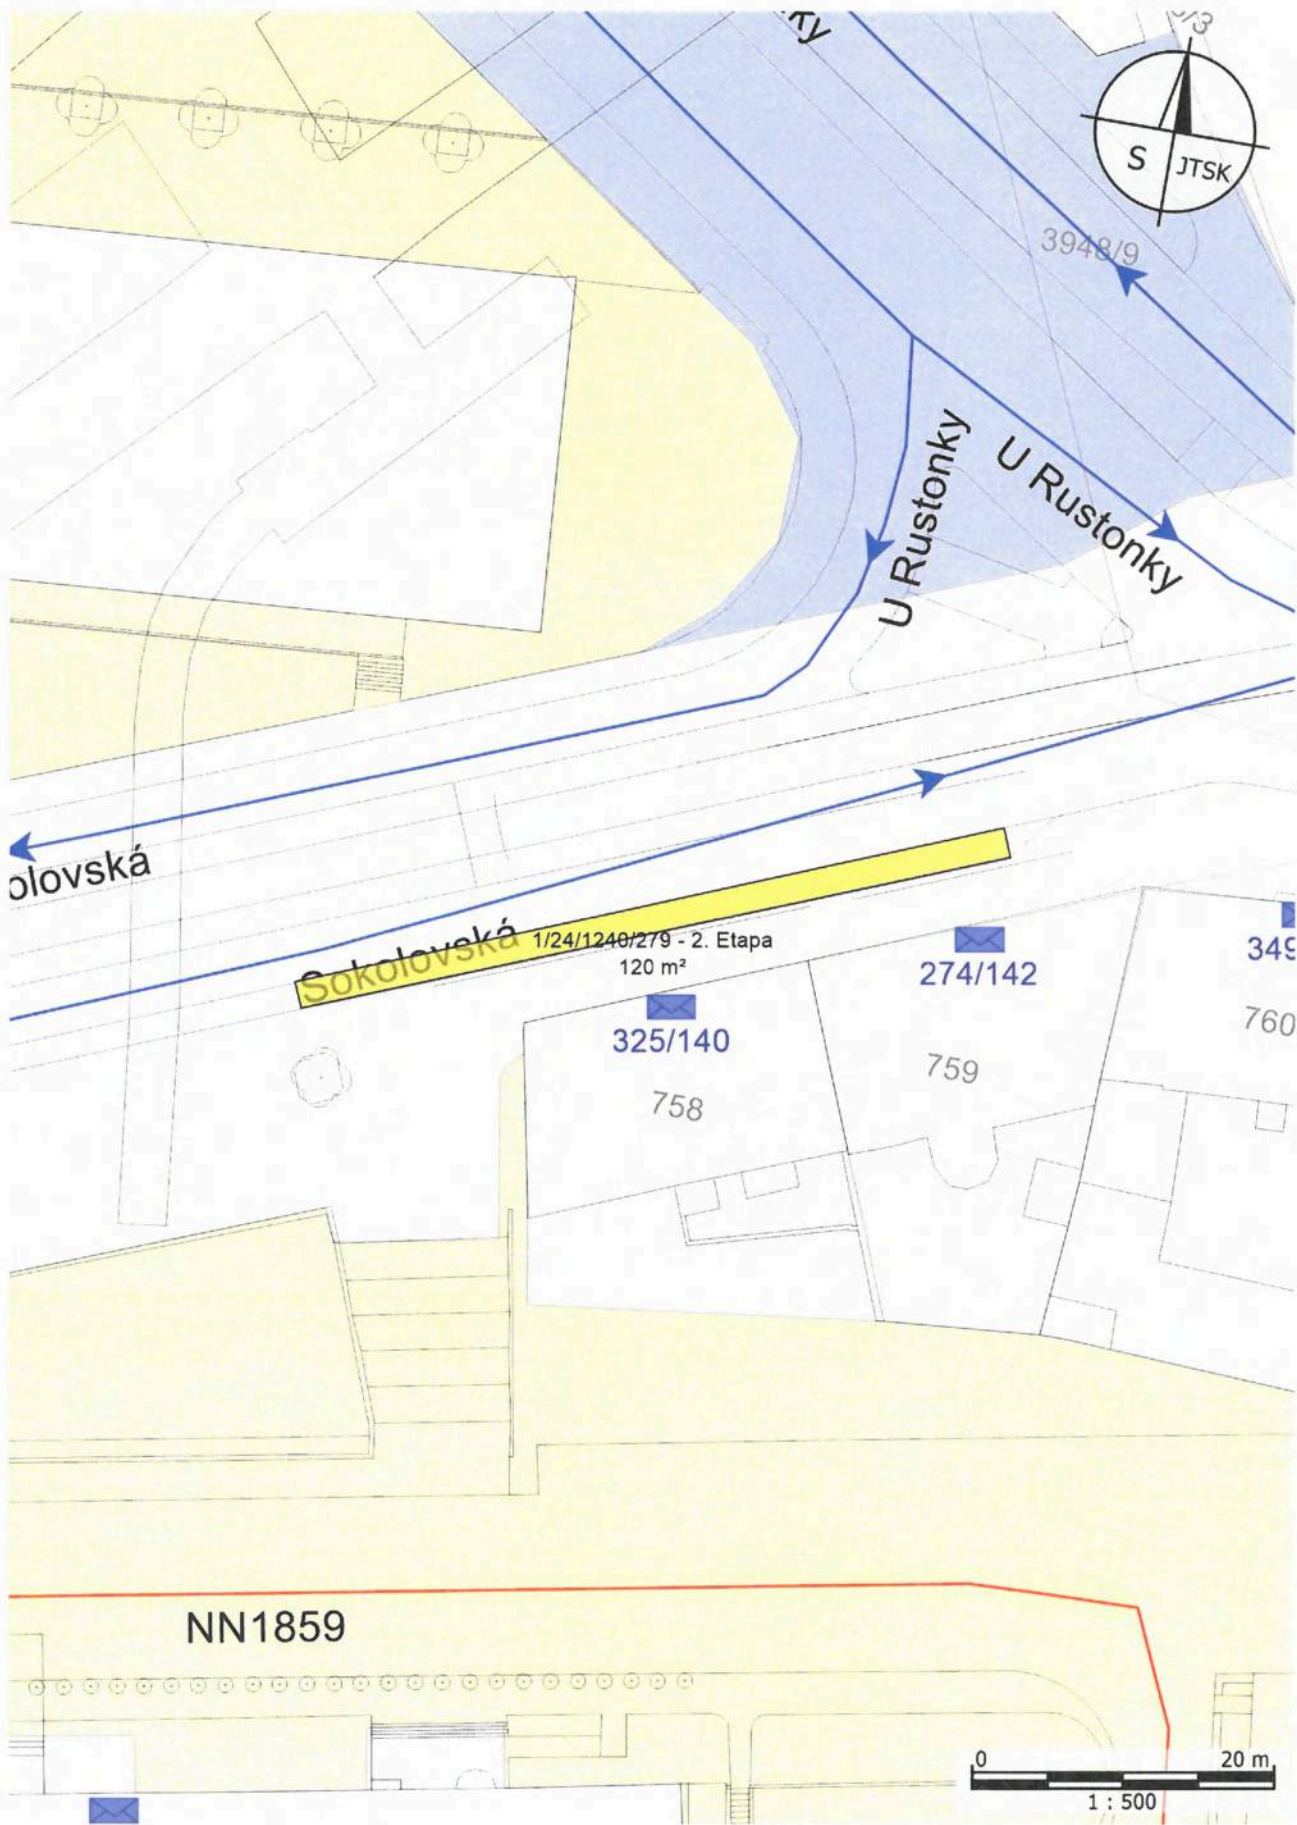 S JTSK
3948/9
U Rustonky
U Rustonky
olovská
Sokolovská
1/24/1240/279 - 2. Etapa
120 m²
274/142
349
325/140
760
759
758
NN1859
0 20 m
1 : 500